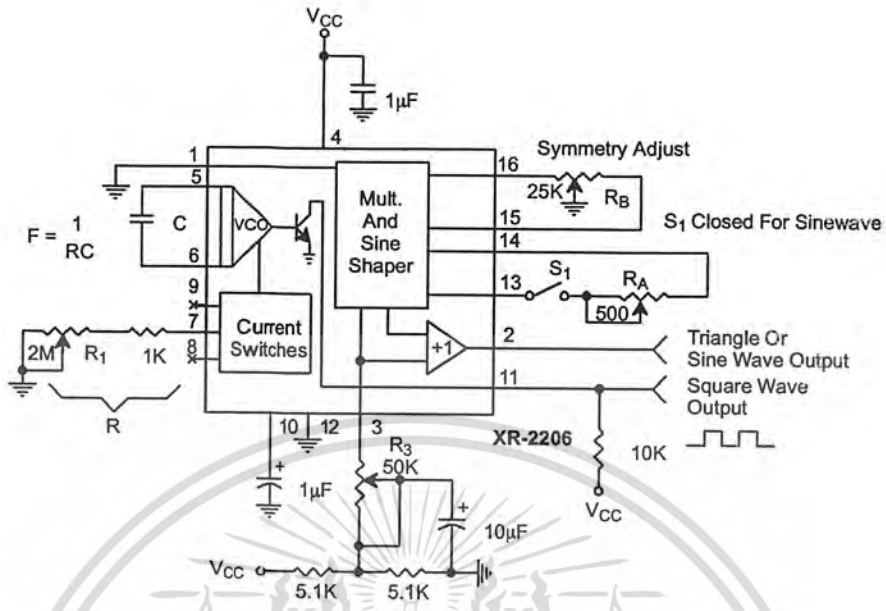 VCC
1µF
4
1
16
Symmetry Adjust
5
25K
RB
C
VCO
Mult.
And
Sine
Shaper
15
S1 Closed For Sinewave
14
F = 1
RC
6
13
S1
RA
500
9
7
8
Current
Switches
+1
2
Triangle Or
Sine Wave Output
2M
R1
1K
11
Square Wave
Output
R
10
12
3
XR-2206
10K
R3
50K
+
1µF
+
10µF
VCC
VCC
5.1K
5.1K